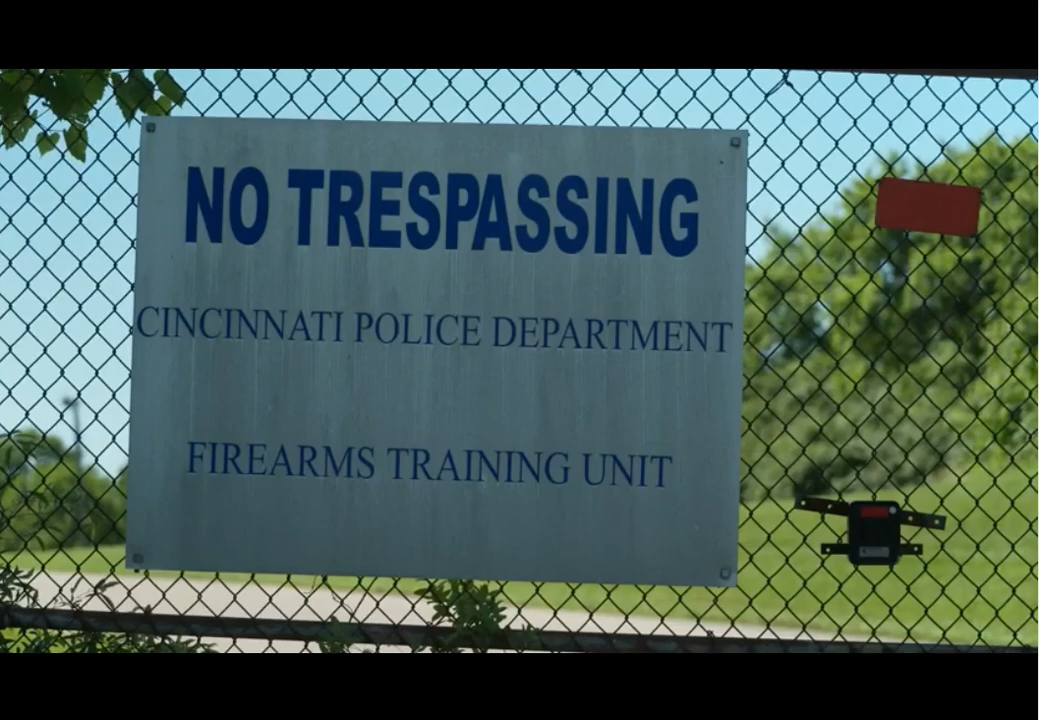 NO TRESPASSING
CINCINNATI POLICE DEPARTMENT
FIREARMS TRAINING UNIT